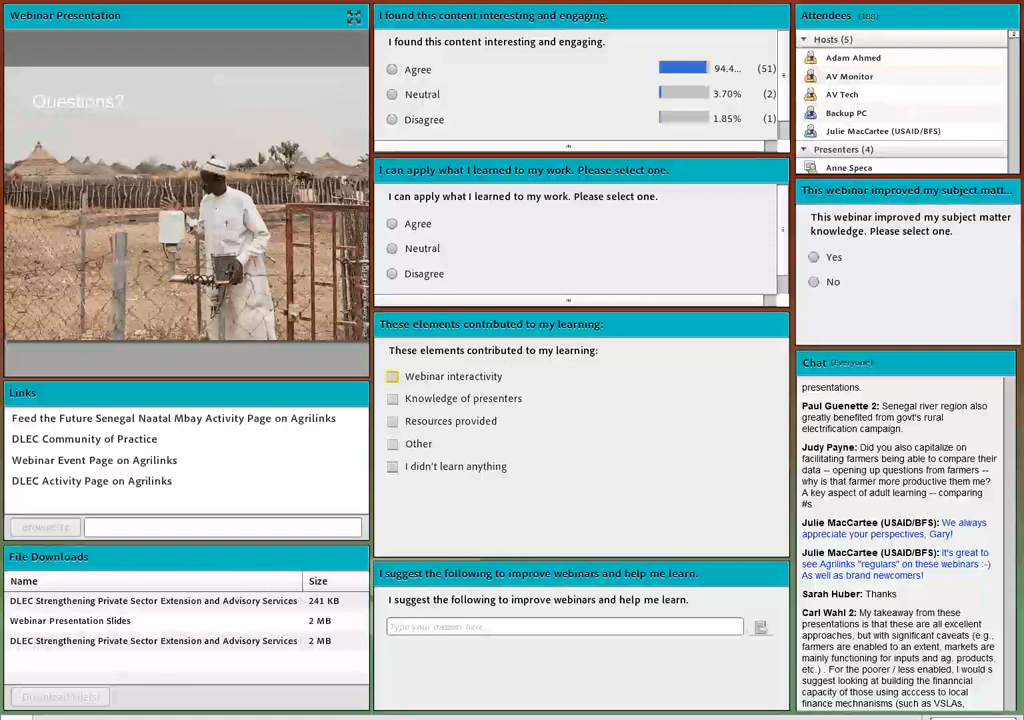 Webinar Presentation
Questions?
Links
Feed the Future Senegal Naatal Mbay Activity Page on Agrilinks
DLEC Community of Practice
Webinar Event Page on Agrilinks
DLEC Activity Page on Agrilinks
Browse To
File Downloads
Name Size
DLEC Strengthening Private Sector Extension and Advisory Services 241 KB
Webinar Presentation Slides 2 MB
DLEC Strengthening Private Sector Extension and Advisory Services 2 MB
Download File(s)
I found this content interesting and engaging.
I found this content interesting and engaging.
Agree 94.4... (51)
Neutral 3.70% (2)
Disagree 1.85% (1)
I can apply what I learned to my work. Please select one.
I can apply what I learned to my work. Please select one.
Agree
Neutral
Disagree
These elements contributed to my learning:
These elements contributed to my learning:
Webinar interactivity
Knowledge of presenters
Resources provided
Other
I didn't learn anything
I suggest the following to improve webinars and help me learn.
I suggest the following to improve webinars and help me learn.
Type your answer here...
Attendees (188)
Hosts (5)
Adam Ahmed
AV Monitor
AV Tech
Backup PC
Julie MacCartee (USAID/BFS)
Presenters (4)
Anne Speca
This webinar improved my subject matt...
This webinar improved my subject matter
knowledge. Please select one.
Yes
No
Chat (Everyone)
presentations.
Paul Guenette 2: Senegal river region also
greatly benefited from govt's rural
electrification campaign.
Judy Payne: Did you also capitalize on
facilitating farmers being able to compare their
data -- opening up questions from farmers --
why is that farmer more productive them me?
A key aspect of adult learning -- comparing
#s.
Julie MacCartee (USAID/BFS): We always
appreciate your perspectives, Gary!
Julie MacCartee (USAID/BFS): It's great to
see Agrilinks "regulars" on these webinars :-)
As well as brand newcomers!
Sarah Huber: Thanks
Carl Wahl 2: My takeaway from these
presentations is that these are all excellent
approaches, but with significant caveats (e.g.,
farmers are enabled to an extent, markets are
mainly functioning for inputs and ag. products,
etc.) . For the poorer / less enabled, I would s
suggest looking at building the finanncial
capacity of those using acccess to local
finance mechnanisms (such as VSLAs,